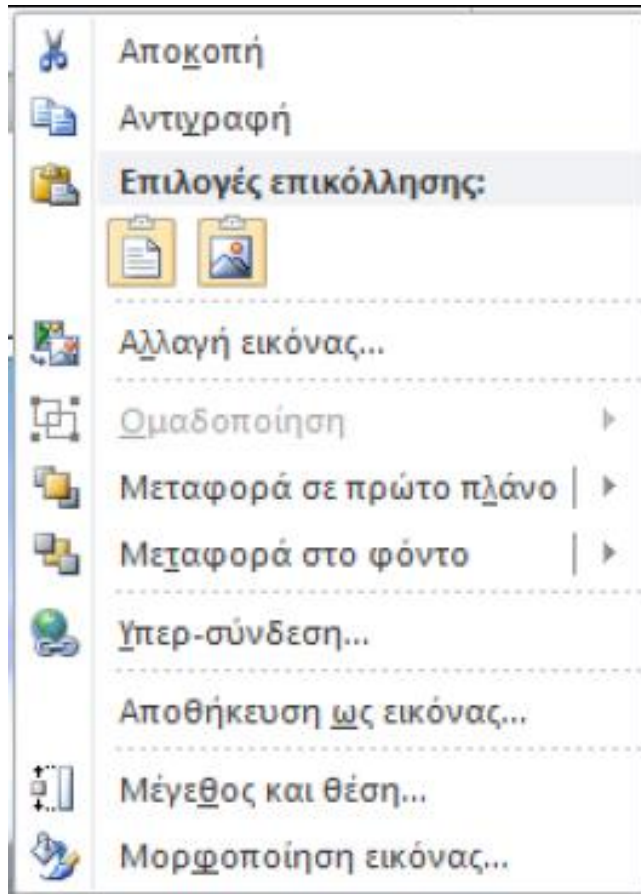 Αποκοπή
Αντιγραφή
Επιλογές επικόλλησης:
Αλλαγή εικόνας...
Ομαδοποίηση
Μεταφορά σε πρώτο πλάνο
Μεταφορά στο φόντο
Υπερ-σύνδεση...
Αποθήκευση ως εικόνας...
Μέγεθος και θέση...
Μορφοποίηση εικόνας...